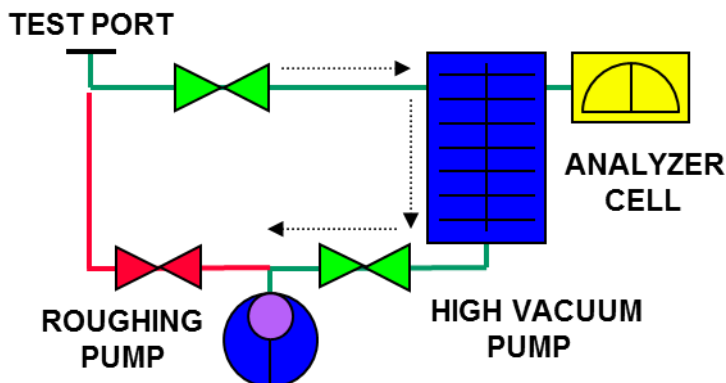 TEST PORT
ANALYZER
CELL
ROUGHING
PUMP
HIGH VACUUM
PUMP